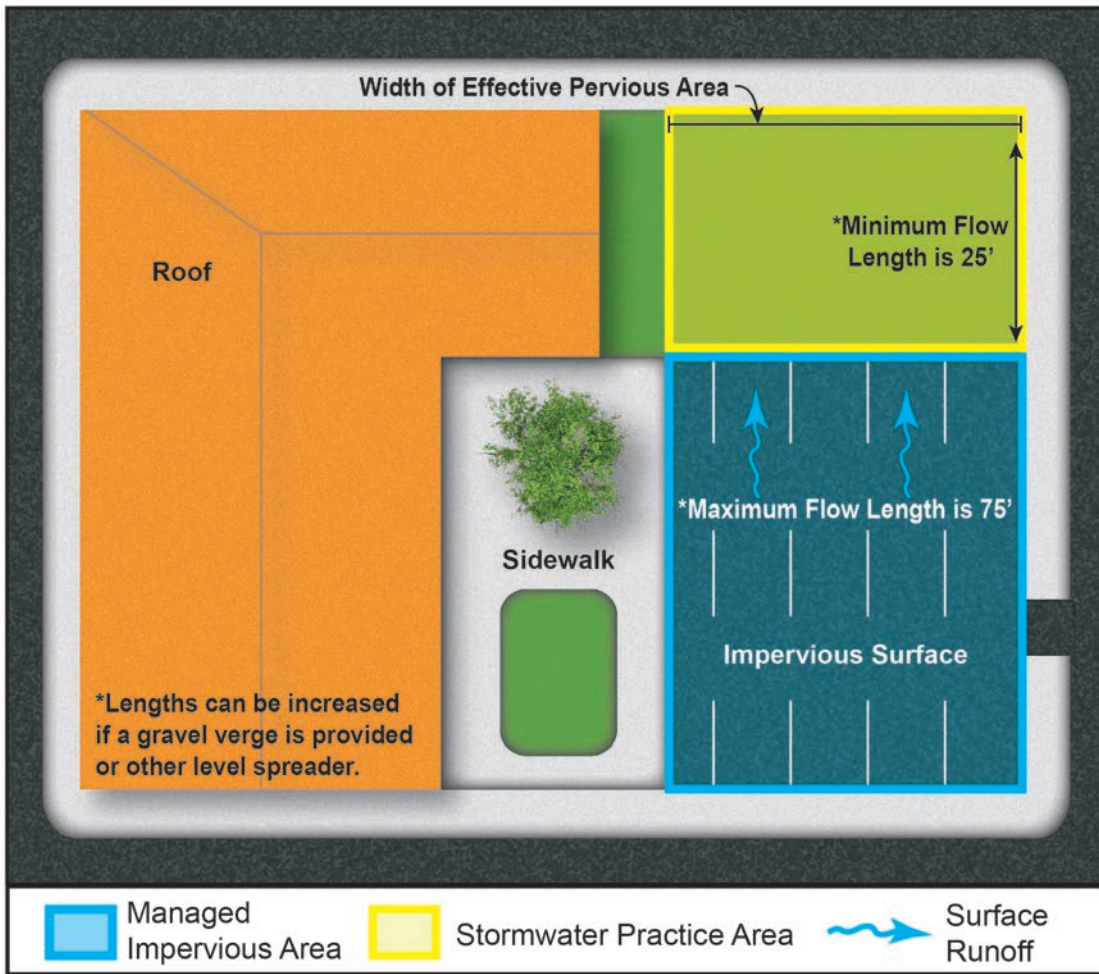 Width of Effective Pervious Area
*Minimum Flow
Length is 25’
Roof
*Maximum Flow Length is 75’
Sidewalk
Impervious Surface
*Lengths can be increased
if a gravel verge is provided
or other level spreader.
Managed
Impervious Area
Stormwater Practice Area
Surface
Runoff